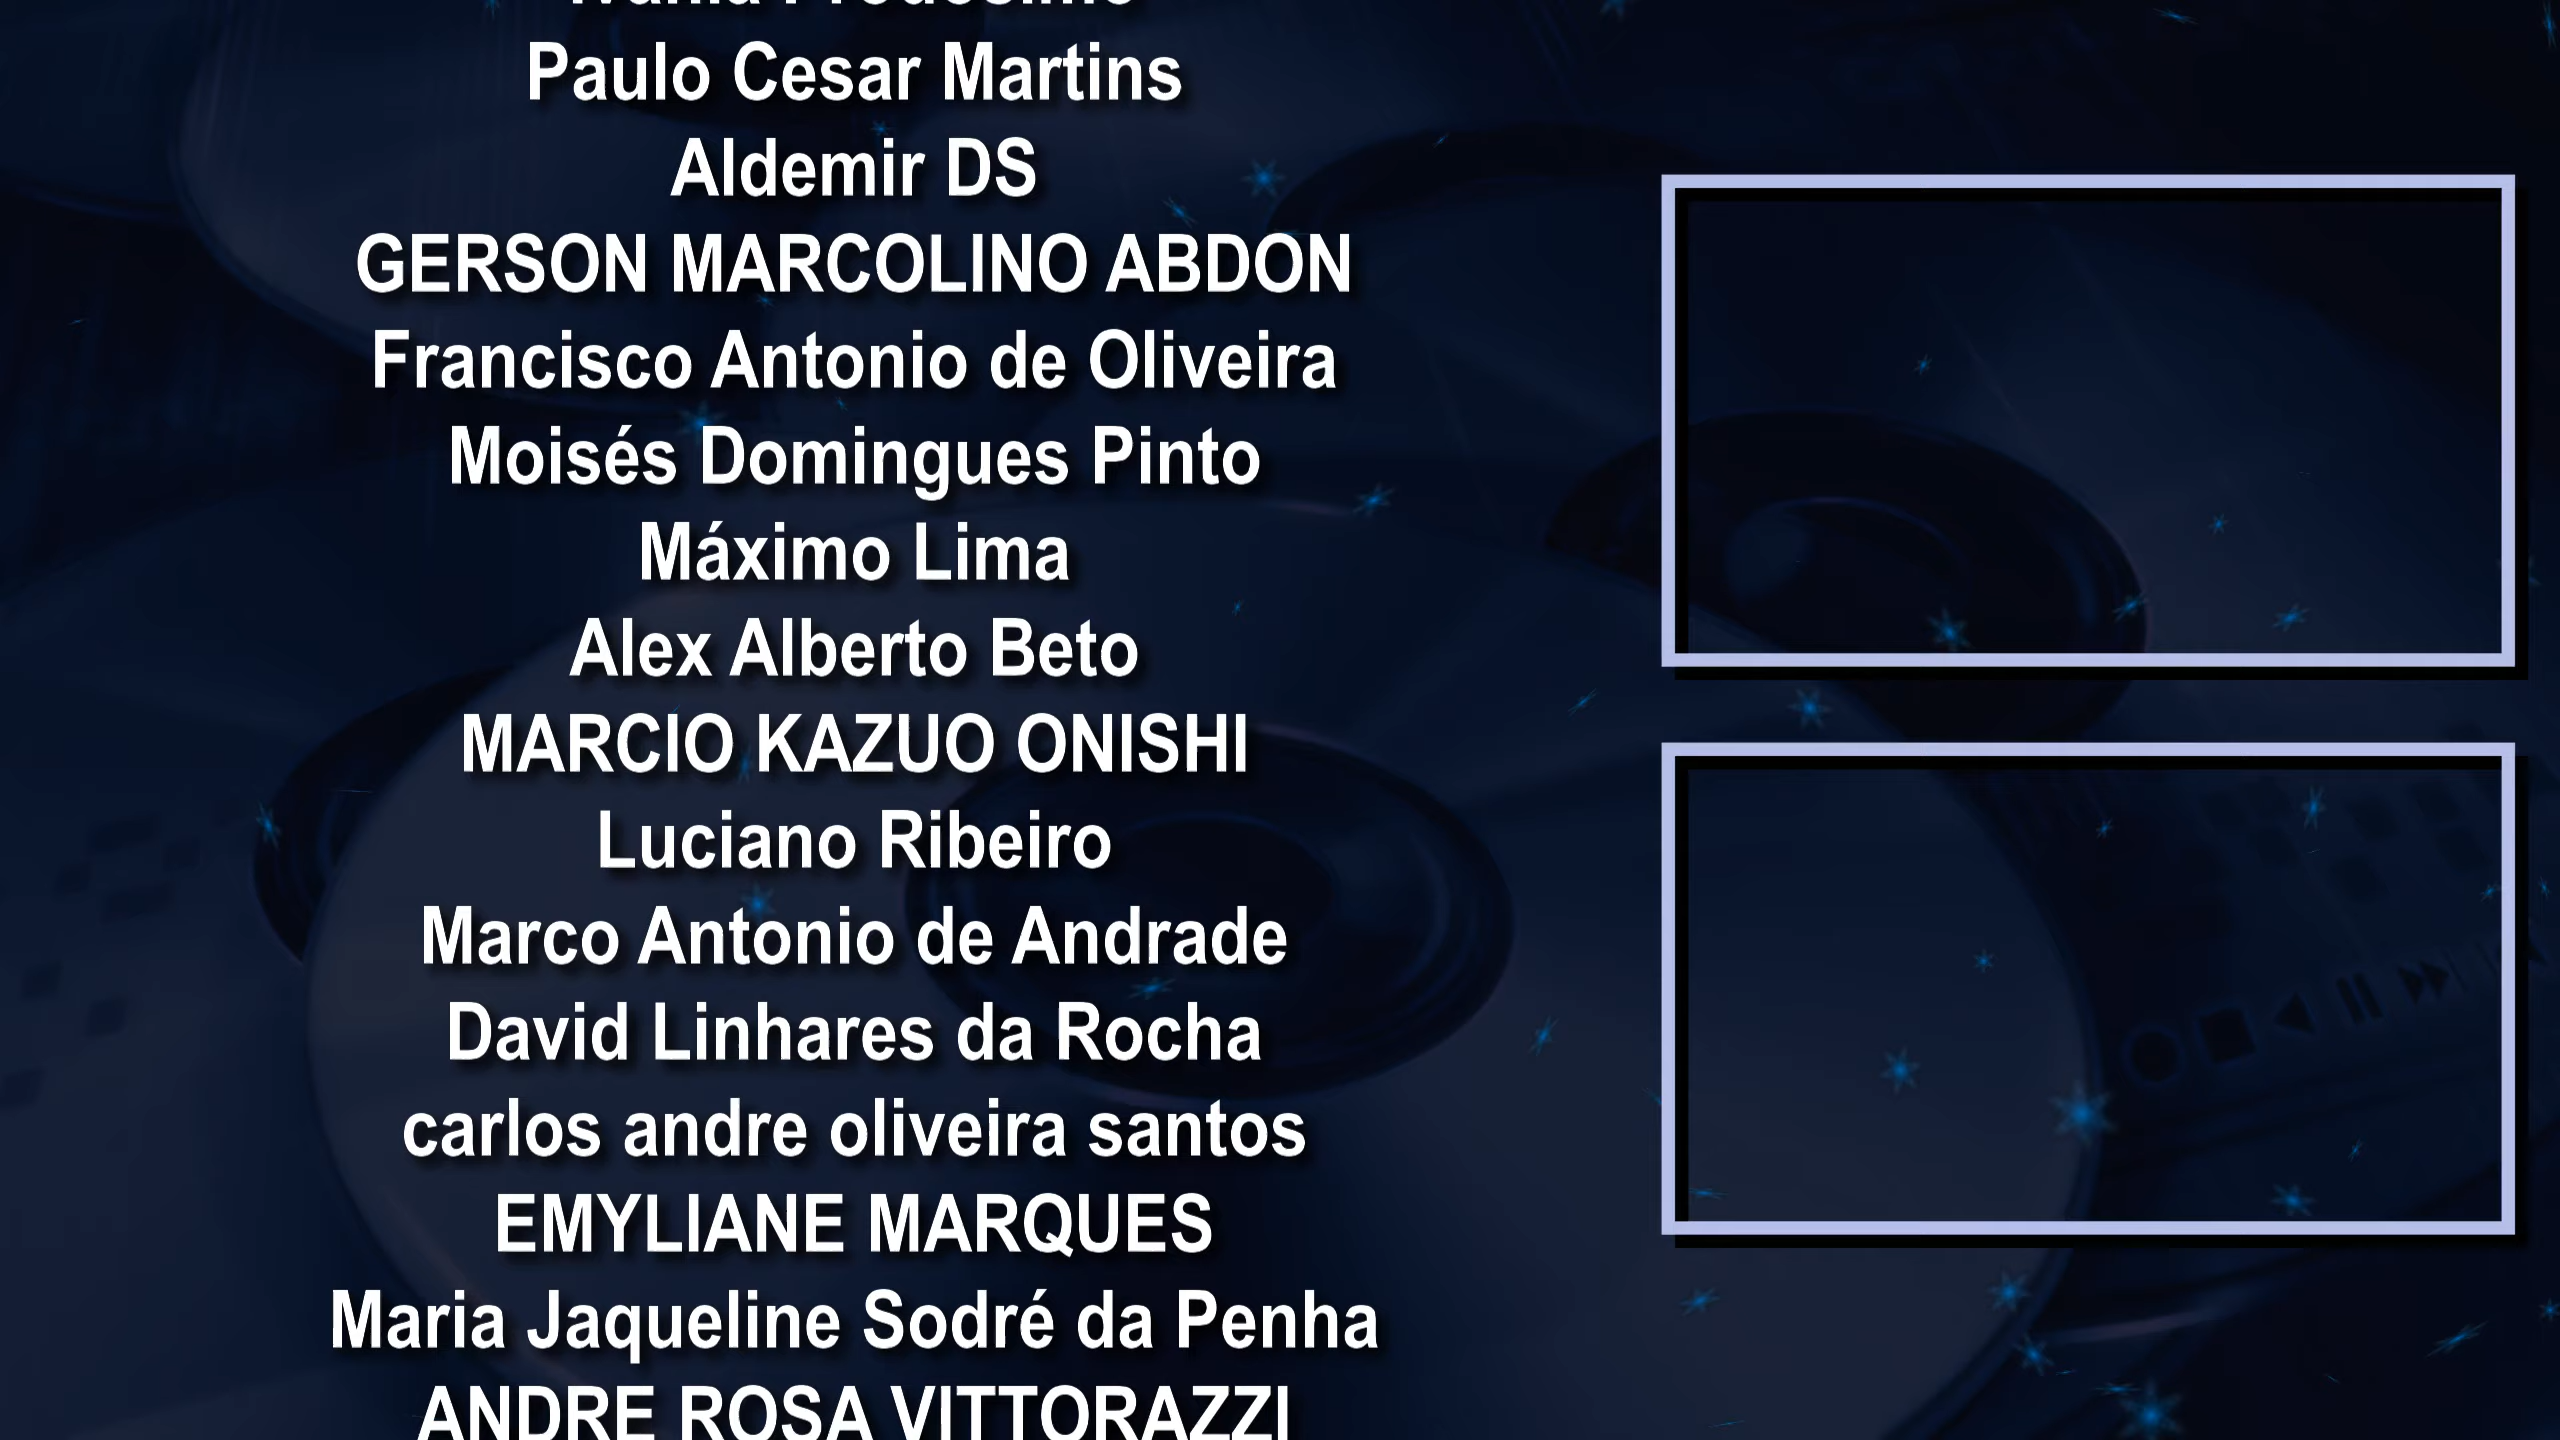 Paulo Cesar Martins
Aldemir DS
GERSON MARCOLINO ABDON
Francisco Antonio de Oliveira
Moisés Domingues Pinto
Máximo Lima
Alex Alberto Beto
MARCIO KAZUO ONISHI
Luciano Ribeiro
Marco Antonio de Andrade
David Linhares da Rocha
carlos andre oliveira santos
EMYLIANE MARQUES
Maria Jaqueline Sodré da Penha
ANDRE ROSA VITTORAZZI